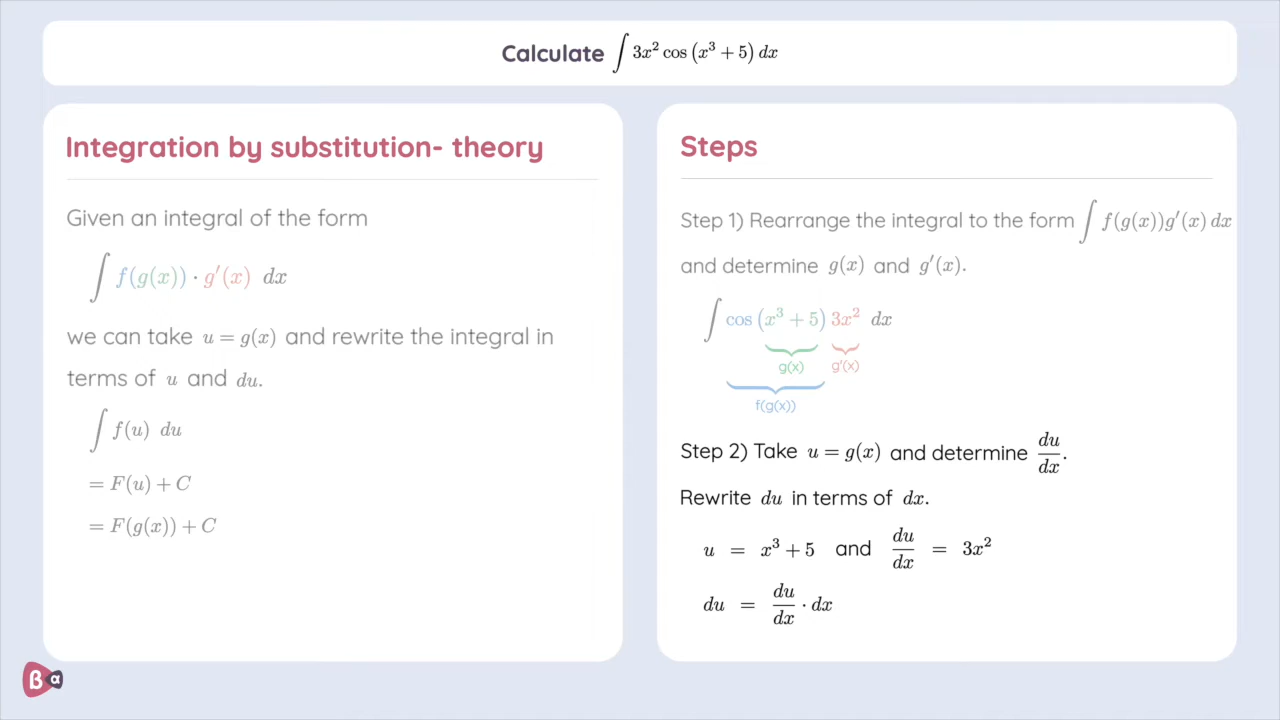 Calculate ∫ 3x² cos (x³ + 5) dx
Integration by substitution- theory
Given an integral of the form
∫ f(g(x)) · g′(x) dx
we can take u = g(x) and rewrite the integral in
terms of u and du.
∫ f(u) du
= F(u) + C
= F(g(x)) + C
Steps
Step 1) Rearrange the integral to the form ∫ f(g(x))g′(x) dx
and determine g(x) and g′(x).
∫ cos (x³ + 5) 3x² dx
g(x) g'(x)
f(g(x))
Step 2) Take u = g(x) and determine du/dx.
Rewrite du in terms of dx.
u = x³ + 5 and du/dx = 3x²
du = du/dx · dx
β α